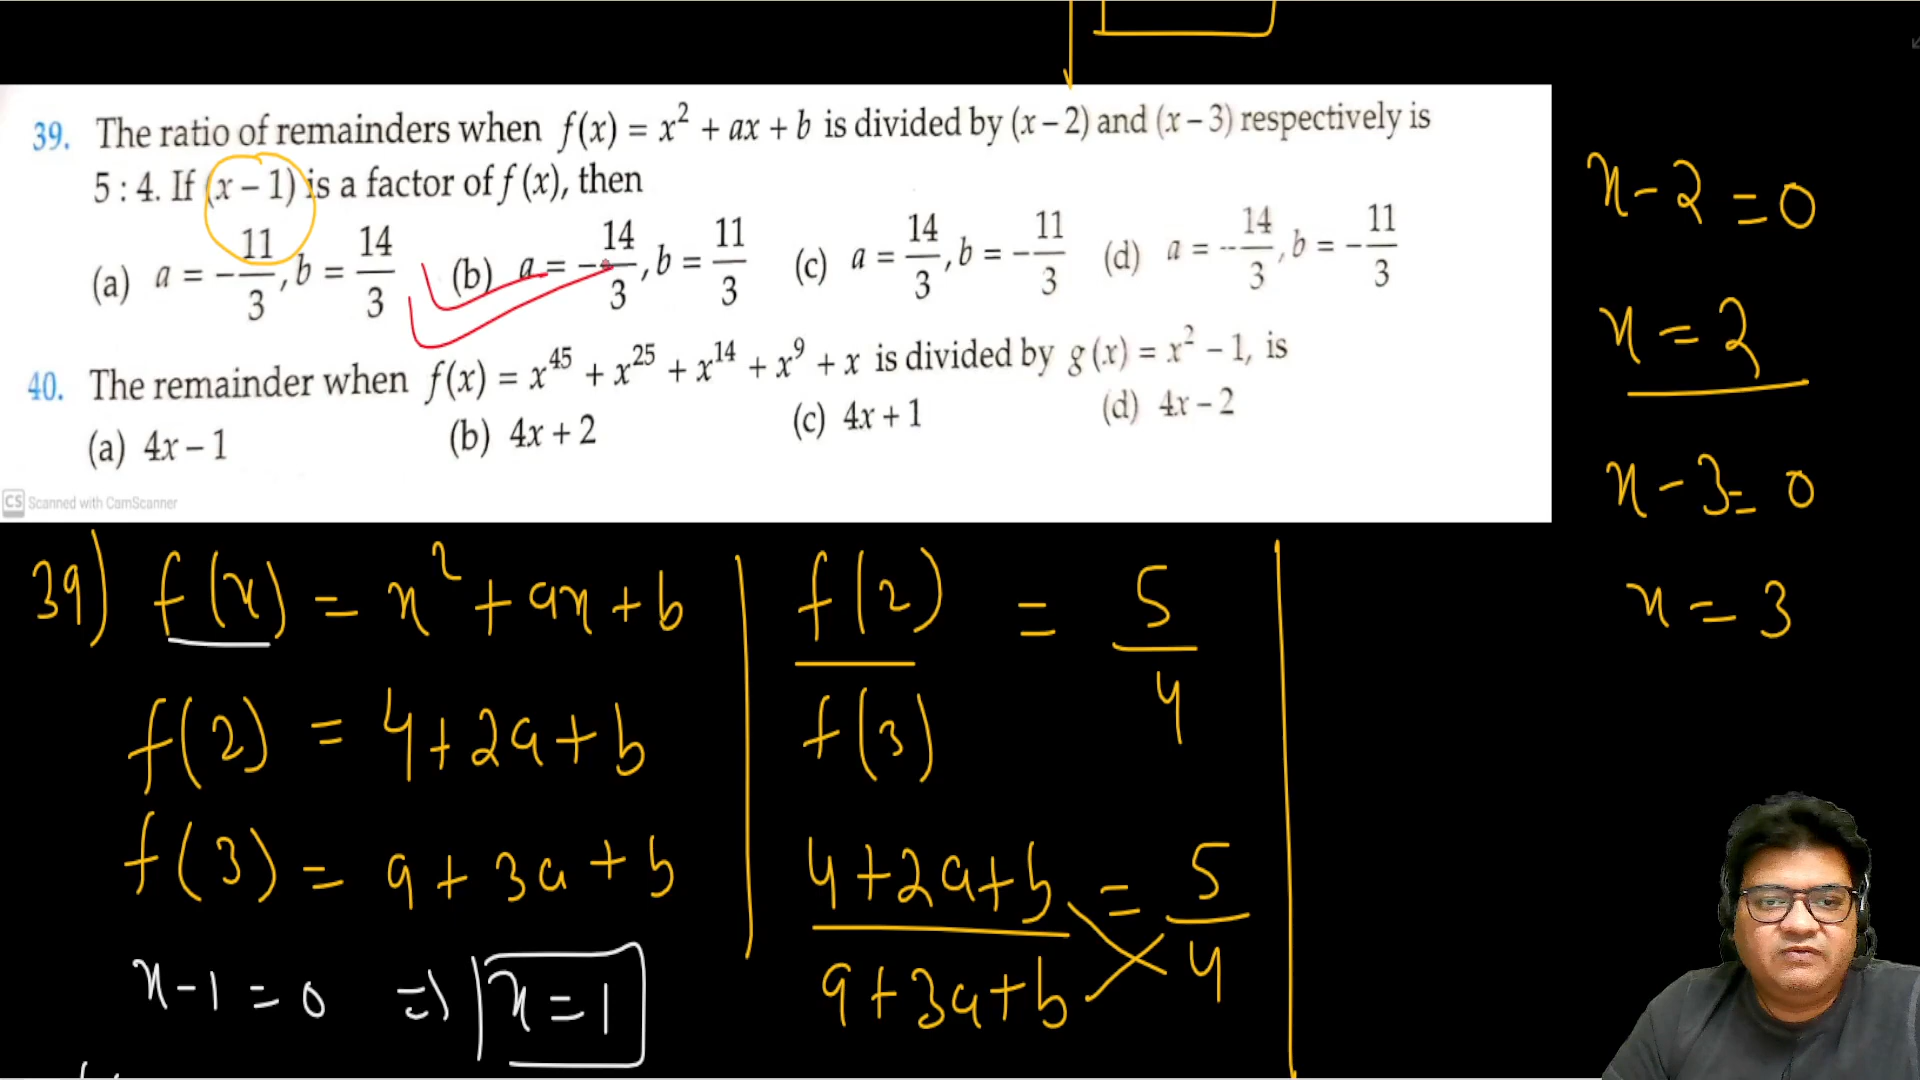 39. The ratio of remainders when f(x) = x² + ax + b is divided by (x – 2) and (x – 3) respectively is
5 : 4. If (x – 1) is a factor of f (x), then
(a) a = –11/3, b = 14/3 (b) a = –14/3, b = 11/3 (c) a = 14/3, b = –11/3 (d) a = –14/3, b = –11/3
40. The remainder when f(x) = x⁴⁵ + x²⁵ + x¹⁴ + x⁹ + x is divided by g(x) = x² – 1, is
(a) 4x – 1 (b) 4x + 2 (c) 4x + 1 (d) 4x – 2
CS Scanned with CamScanner
x - 2 = 0
x = 2
x - 3 = 0
x = 3
39) f(x) = x² + ax + b
f(2) = 4 + 2a + b
f(3) = 9 + 3a + b
x - 1 = 0 ⇒ x = 1
f(2)/f(3) = 5/4
4 + 2a + b / 9 + 3a + b = 5/4